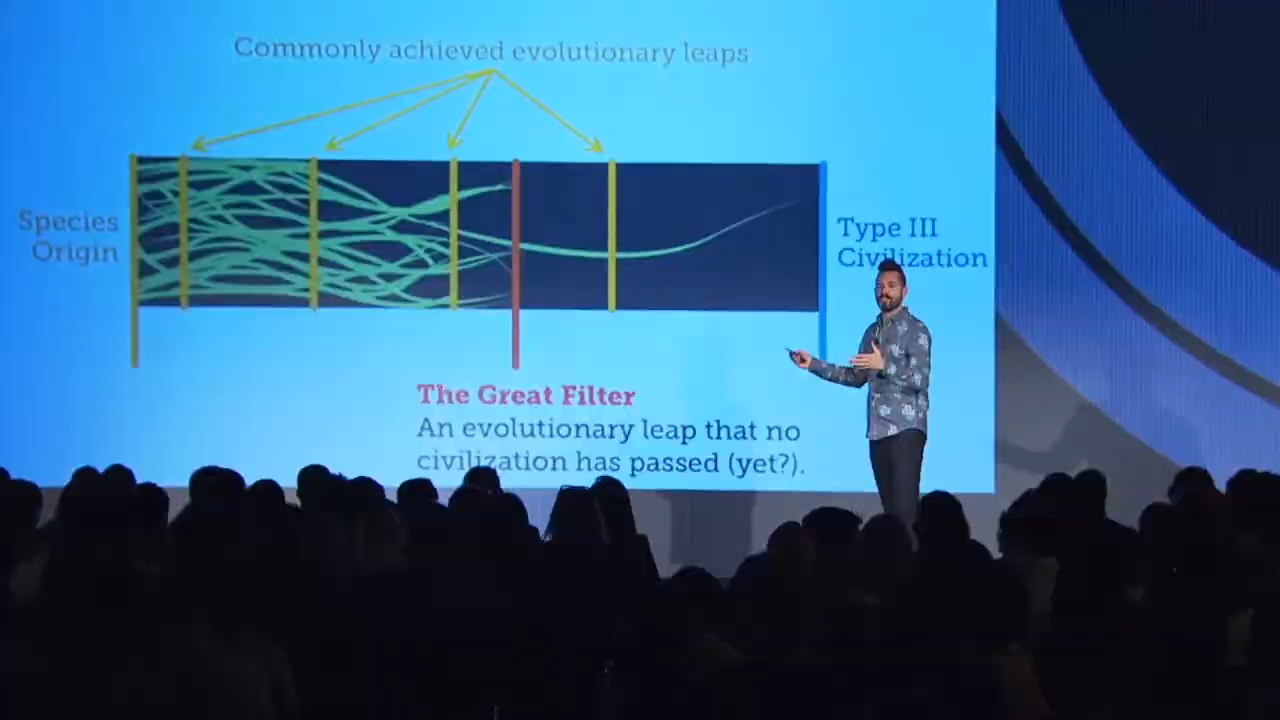 Commonly achieved evolutionary leaps
Species
Origin
Type III
Civilization
The Great Filter
An evolutionary leap that no
civilization has passed (yet?).